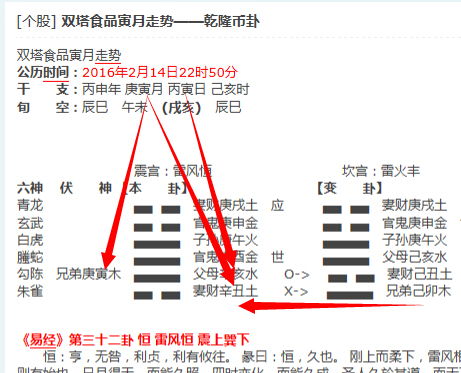 [个股] 双塔食品寅月走势——乾隆币卦
双塔食品寅月走势
公历时间：2016年2月14日22时50分
干　　支：丙申年 庚寅月 丙寅日 己亥时
旬　　空：辰巳　午未　(戌亥)　辰巳
震宫：雷风恒　　坎宫：雷火丰
六神　伏　　神　【本　　卦】　　【变　　卦】
青龙　妻财庚戌土　应　妻财庚戌土
玄武　官鬼庚申金　官鬼庚申金
白虎　子孙庚午火　子孙庚午火
螣蛇　官鬼辛酉金　世　父母己亥水
勾陈　兄弟庚寅木　父母辛亥水　O->　妻财己丑土
朱雀　妻财辛丑土　X->　兄弟己卯木
《易经》第三十二卦 恒 雷风恒 震上巽下
恒：亨，无咎，利贞，利有攸往。 彖曰：恒，久也。 刚上而柔下，雷风相